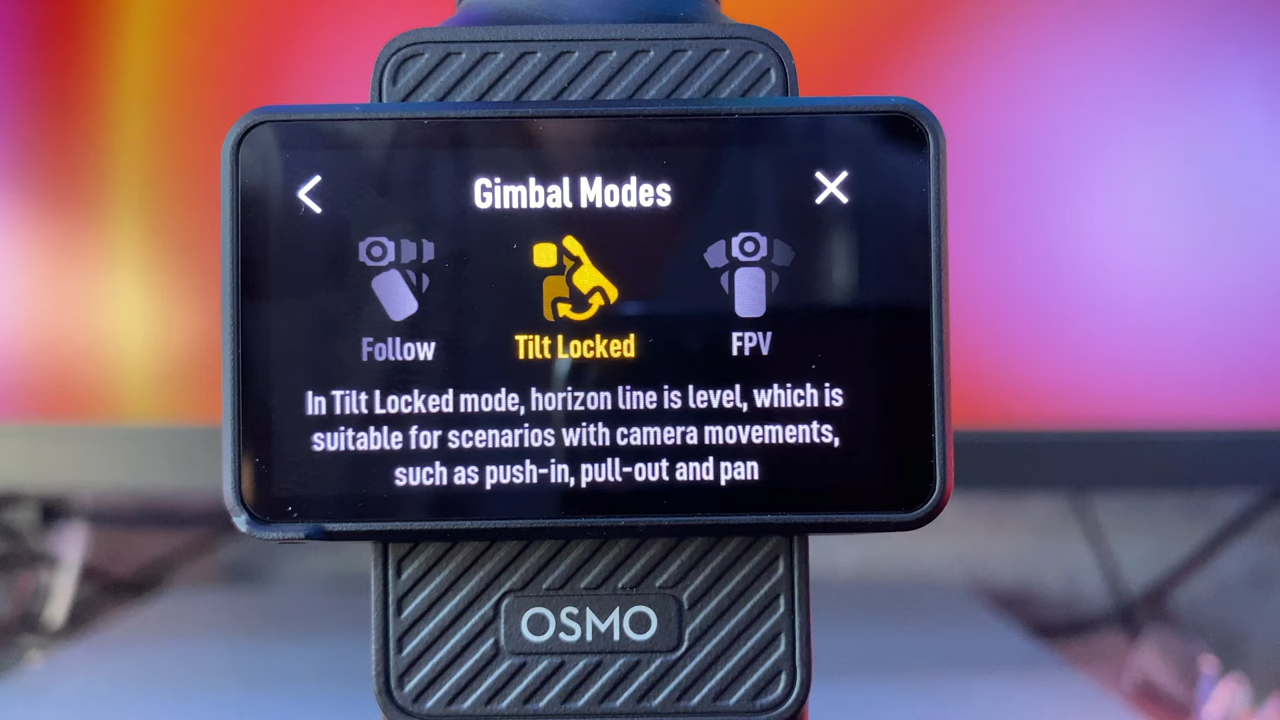 Gimbal Modes
Follow
Tilt Locked
FPV
In Tilt Locked mode, horizon line is level, which is
suitable for scenarios with camera movements,
such as push-in, pull-out and pan
OSMO